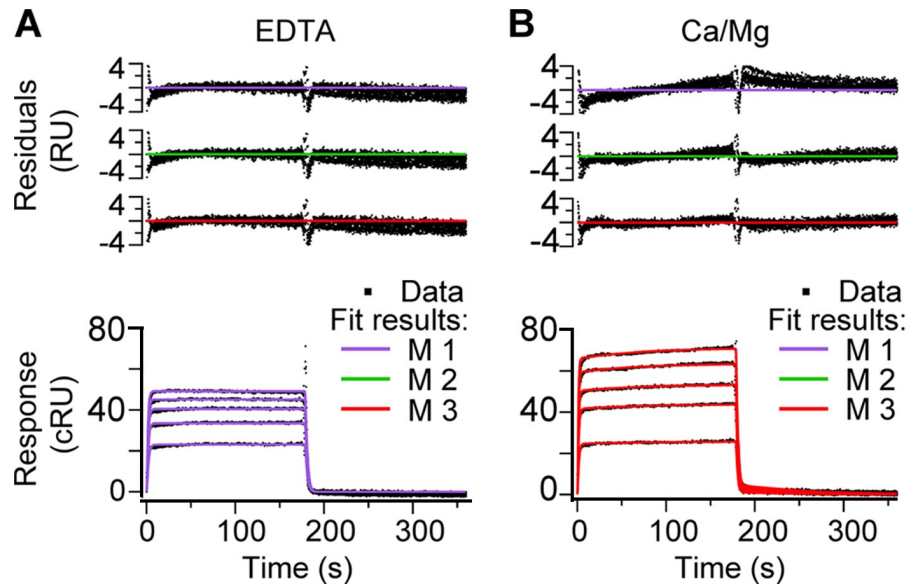 A
EDTA
B
Ca/Mg
Residuals
(RU)
4
-4
4
-4
4
-4
4
-4
4
-4
4
-4
Response
(cRU)
80
40
0
Data
Fit results:
M 1
M 2
M 3
0
100
200
300
Time (s)
80
40
0
Data
Fit results:
M 1
M 2
M 3
0
100
200
300
Time (s)